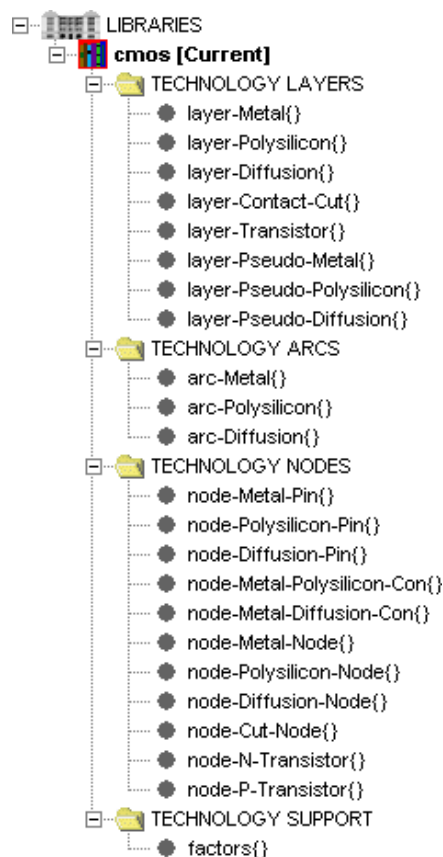 LIBRARIES
cmos [Current]
TECHNOLOGY LAYERS
layer-Metal{}
layer-Polysilicon{}
layer-Diffusion{}
layer-Contact-Cut{}
layer-Transistor{}
layer-Pseudo-Metal{}
layer-Pseudo-Polysilicon{}
layer-Pseudo-Diffusion{}
TECHNOLOGY ARCS
arc-Metal{}
arc-Polysilicon{}
arc-Diffusion{}
TECHNOLOGY NODES
node-Metal-Pin{}
node-Polysilicon-Pin{}
node-Diffusion-Pin{}
node-Metal-Polysilicon-Con{}
node-Metal-Diffusion-Con{}
node-Metal-Node{}
node-Polysilicon-Node{}
node-Diffusion-Node{}
node-Cut-Node{}
node-N-Transistor{}
node-P-Transistor{}
TECHNOLOGY SUPPORT
factors{}